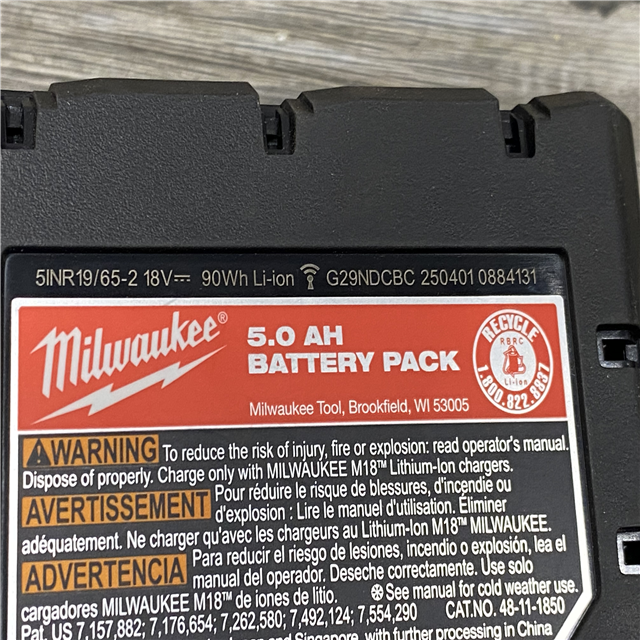 5INR19/65-2 18V⎓ 90Wh Li-ion G29NDCBC 250401 0884131
Milwaukee®
5.0 AH
BATTERY PACK
Milwaukee Tool, Brookfield, WI 53005
RECYCLE
RBRC
Li-ion
1.800.822.8837
WARNING To reduce the risk of injury, fire or explosion: read operator's manual.
Dispose of properly. Charge only with MILWAUKEE M18™ Lithium-Ion chargers.
AVERTISSEMENT Pour réduire le risque de blessures, d'incendie ou
d'explosion : Lire le manuel d'utilisation. Éliminer
adéquatement. Ne charger qu'avec les chargeurs au Lithium-Ion M18™ MILWAUKEE.
ADVERTENCIA Para reducir el riesgo de lesiones, incendio o explosión, lea el
manual del operador. Deseche correctamente. Use solo
cargadores MILWAUKEE M18™ de iones de litio. See manual for cold weather use.
Pat. US 7,157,882; 7,176,654; 7,262,580; 7,492,124; 7,554,290 CAT.NO. 48-11-1850
and Singapore, with further processing in China